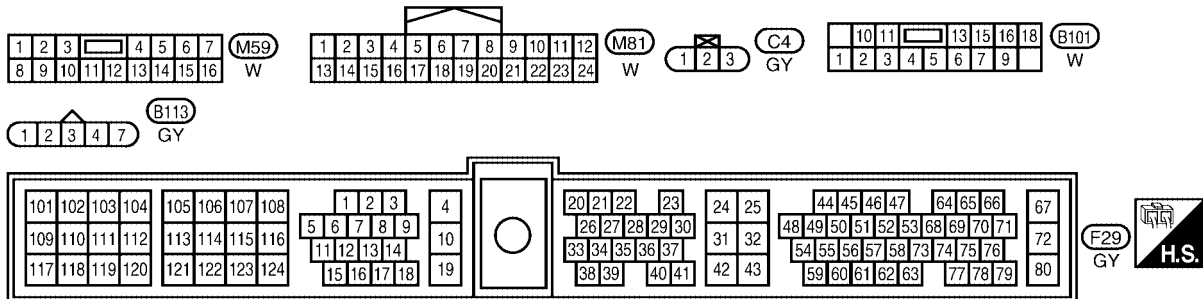 1 2 3 4 5 6 7
8 9 10 11 12 13 14 15 16
M59
W
1 2 3 4 5 6 7 8 9 10 11 12
13 14 15 16 17 18 19 20 21 22 23 24
M81
W
1 2 3
C4
GY
10 11 13 15 16 18
1 2 3 4 5 6 7 9
B101
W
1 2 3 4 7
B113
GY
101 102 103 104 105 106 107 108 1 2 3 4 20 21 22 23 24 25 44 45 46 47 64 65 66 67
5 6 7 8 9 26 27 28 29 30 48 49 50 51 52 53 68 69 70 71
109 110 111 112 113 114 115 116 10 31 32 72
11 12 13 14 33 34 35 36 37 54 55 56 57 58 73 74 75 76
117 118 119 120 121 122 123 124 15 16 17 18 19 38 39 40 41 42 43 59 60 61 62 63 77 78 79 80
F29
GY
H.S.